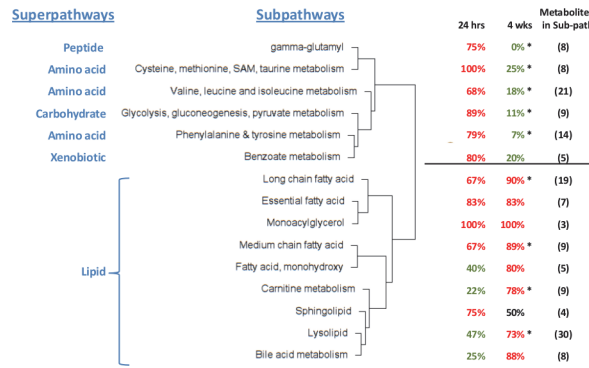 Superpathways Subpathways 24 hrs 4 wks Metabolite
in Sub-pat
Peptide gamma-glutamyl 75% 0% * (8)
Amino acid Cysteine, methionine, SAM, taurine metabolism 100% 25% * (8)
Amino acid Valine, leucine and isoleucine metabolism 68% 18% * (21)
Carbohydrate Glycolysis, gluconeogenesis, pyruvate metabolism 89% 11% * (9)
Amino acid Phenylalanine & tyrosine metabolism 79% 7% * (14)
Xenobiotic Benzoate metabolism 80% 20% (5)
Long chain fatty acid 67% 90% * (19)
Essential fatty acid 83% 83% (7)
Monoacylglycerol 100% 100% (3)
Medium chain fatty acid 67% 89% * (9)
Lipid Fatty acid, monohydroxy 40% 80% (5)
Carnitine metabolism 22% 78% * (9)
Sphingolipid 75% 50% (4)
Lysolipid 47% 73% * (30)
Bile acid metabolism 25% 88% (8)